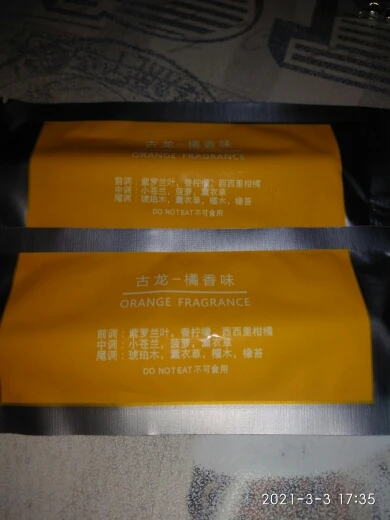 古龙-橘香味
ORANGE FRAGRANCE
前调：紫罗兰叶，香柠檬，西西里柑橘
中调：小苍兰，菠萝，薰衣草
尾调：琥珀木，薰衣草，檀木，橡苔
DO NOT EAT 不可食用
古龙-橘香味
ORANGE FRAGRANCE
前调：紫罗兰叶，香柠檬，西西里柑橘
中调：小苍兰，菠萝，薰衣草
尾调：琥珀木，薰衣草，檀木，橡苔
DO NOT EAT 不可食用
2021-3-3 17:35